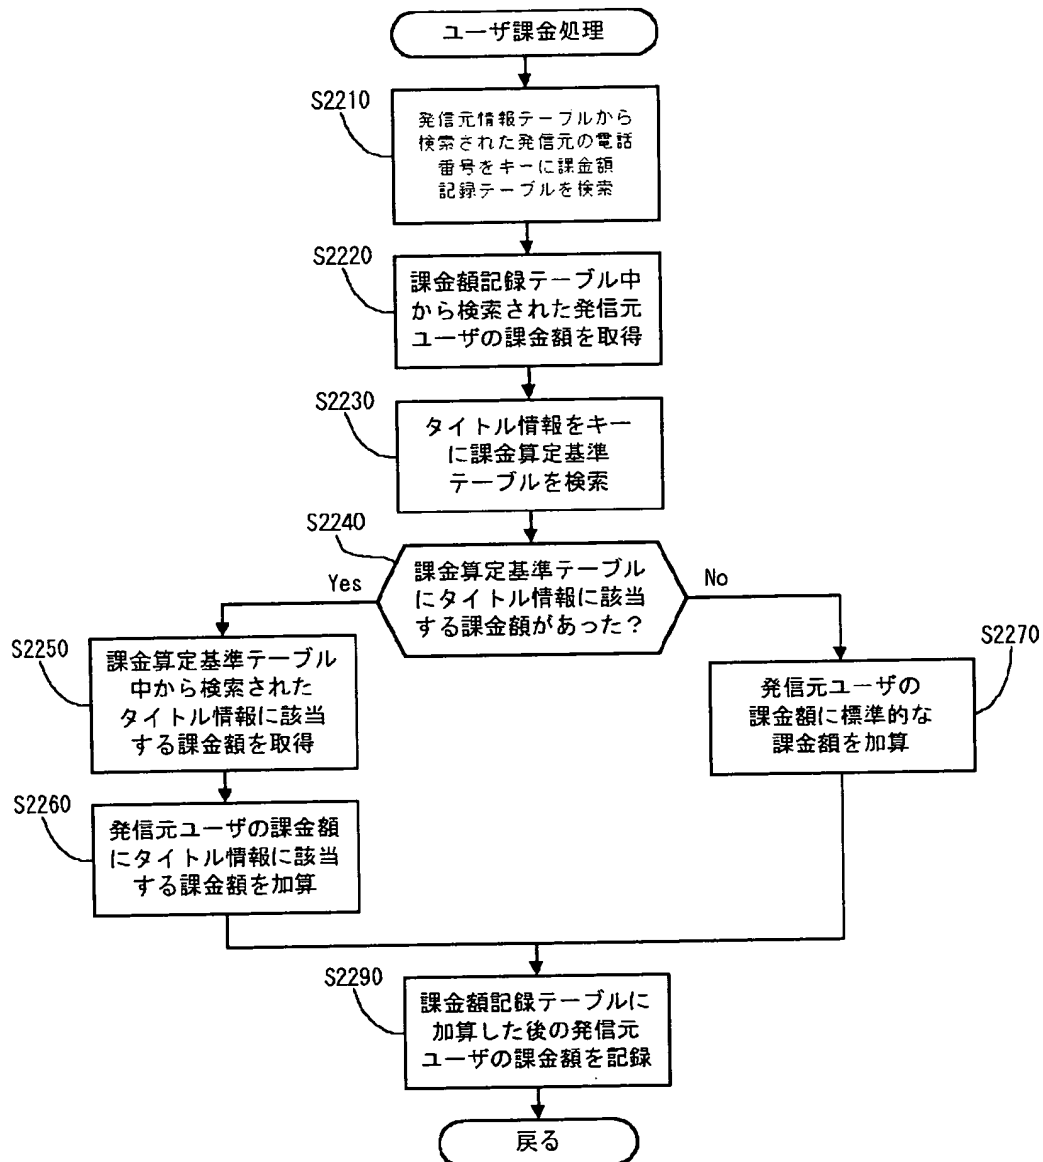 ユーザ課金処理
S2210
発信元情報テーブルから
検索された発信元の電話
番号をキーに課金額
記録テーブルを検索
S2220
課金額記録テーブル中
から検索された発信元
ユーザの課金額を取得
S2230
タイトル情報をキー
に課金算定基準
テーブルを検索
S2240
課金算定基準テーブル
にタイトル情報に該当
する課金額があった？
Yes
No
S2250
課金算定基準テーブル
中から検索された
タイトル情報に該当
する課金額を取得
S2270
発信元ユーザの
課金額に標準的な
課金額を加算
S2260
発信元ユーザの課金額
にタイトル情報に該当
する課金額を加算
S2290
課金額記録テーブルに
加算した後の発信元
ユーザの課金額を記録
戻る